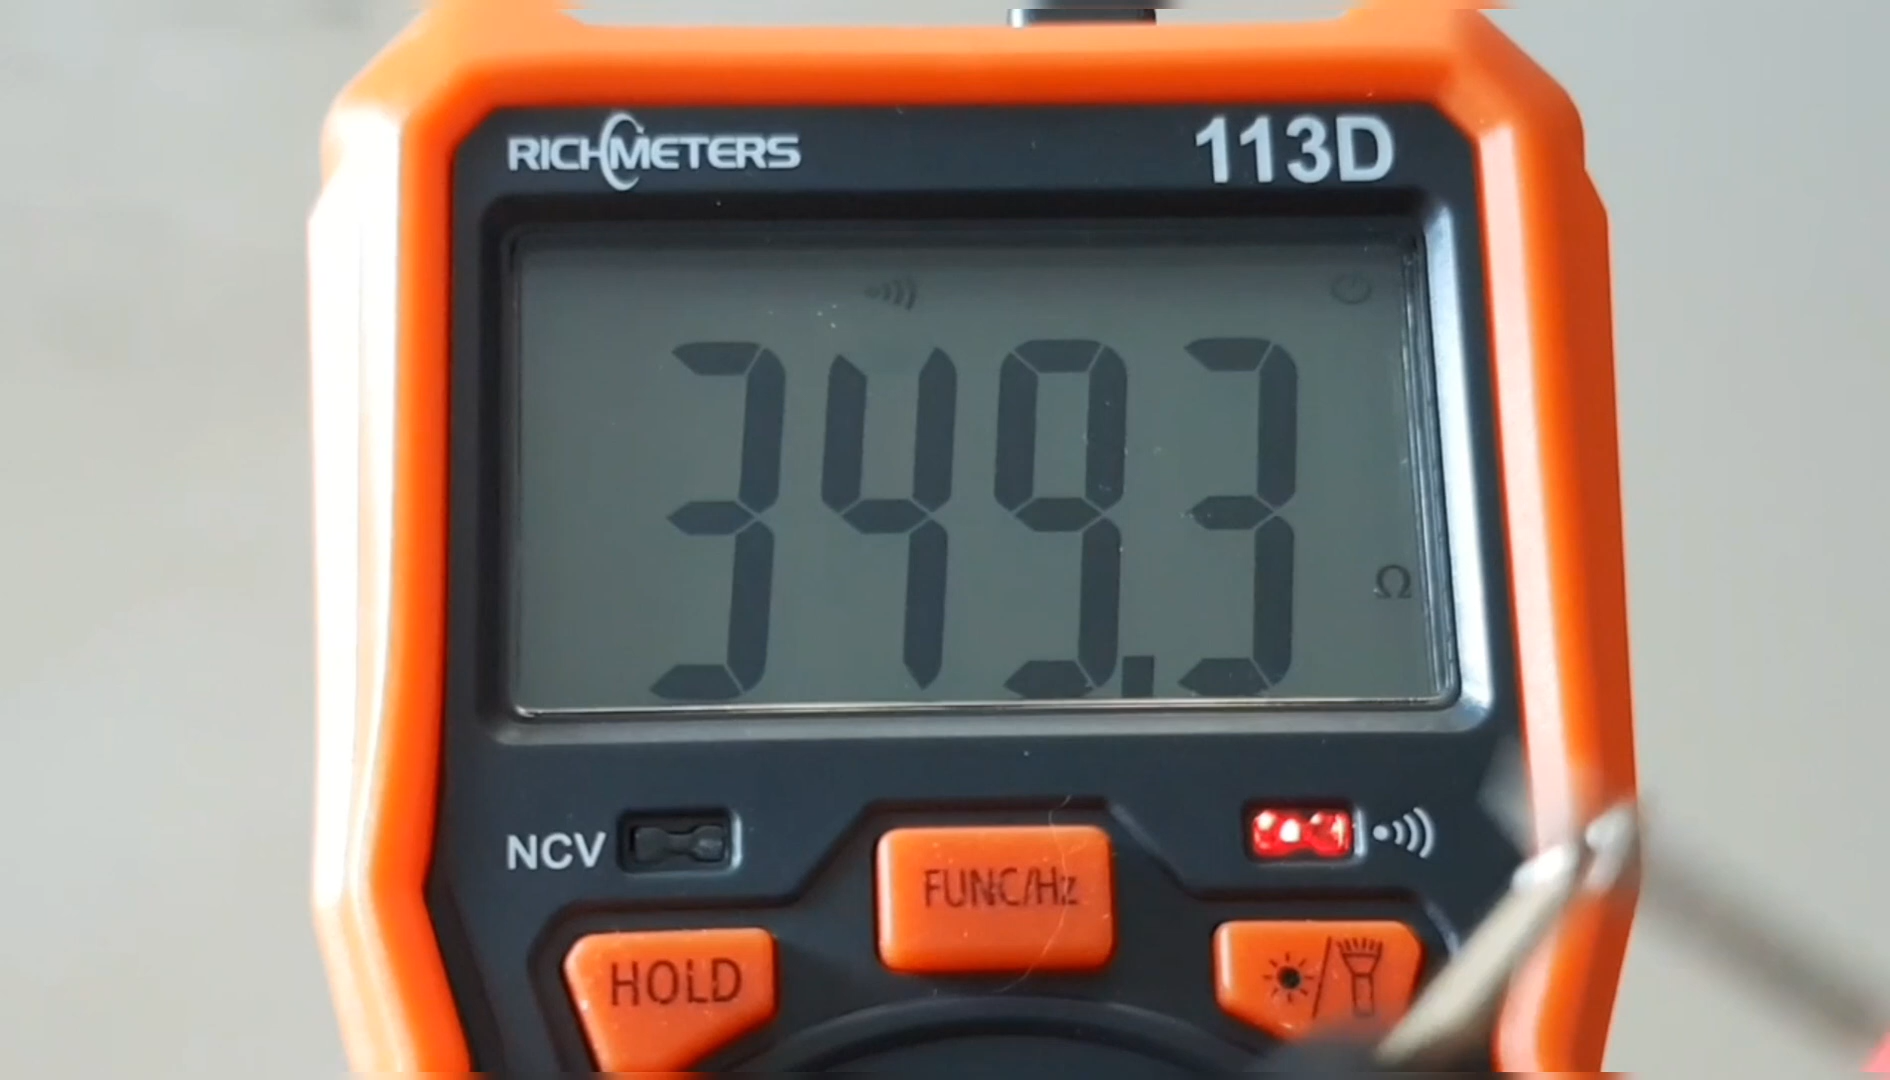 RICHMETERS 113D
349.3
Ω
NCV
FUNC/Hz
HOLD